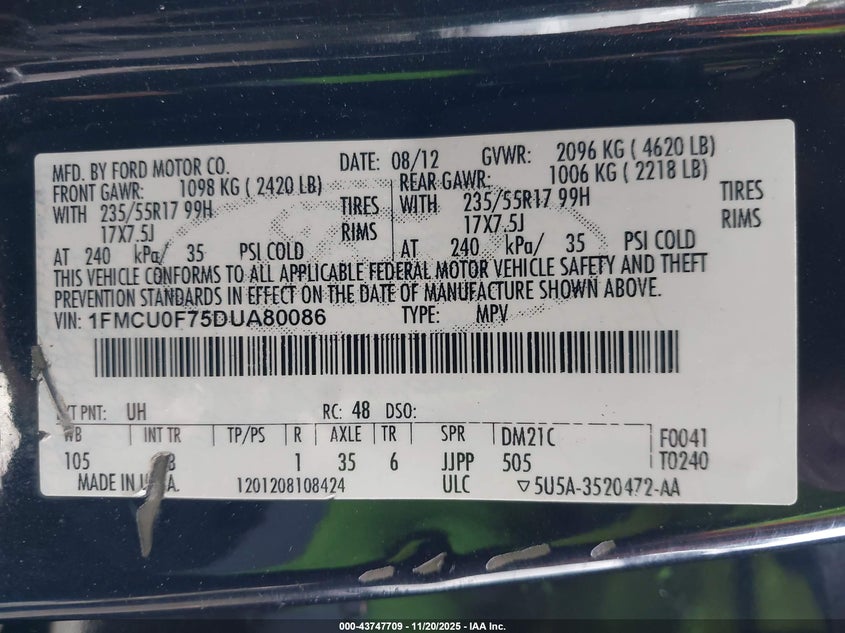 MFD. BY FORD MOTOR CO. DATE: 08/12 GVWR: 2096 KG ( 4620 LB)
FRONT GAWR: 1098 KG ( 2420 LB) REAR GAWR: 1006 KG ( 2218 LB)
WITH 235/55R17 99H TIRES WITH 235/55R17 99H TIRES
17X7.5J RIMS 17X7.5J RIMS
AT 240 kPa/ 35 PSI COLD AT 240 kPa/ 35 PSI COLD
THIS VEHICLE CONFORMS TO ALL APPLICABLE FEDERAL MOTOR VEHICLE SAFETY AND THEFT
PREVENTION STANDARDS IN EFFECT ON THE DATE OF MANUFACTURE SHOWN ABOVE.
VIN: 1FMCU0F75DUA80086 TYPE: MPV
PNT: UH RC: 48 DSO:
WB INT TR TP/PS R AXLE TR SPR DM21C F0041
105 1 35 6 JJPP 505 T0240
MADE IN 1201208108424 ULC ▽5U5A-3520472-AA
000-43747709 - 11/20/2025 - IAA Inc.